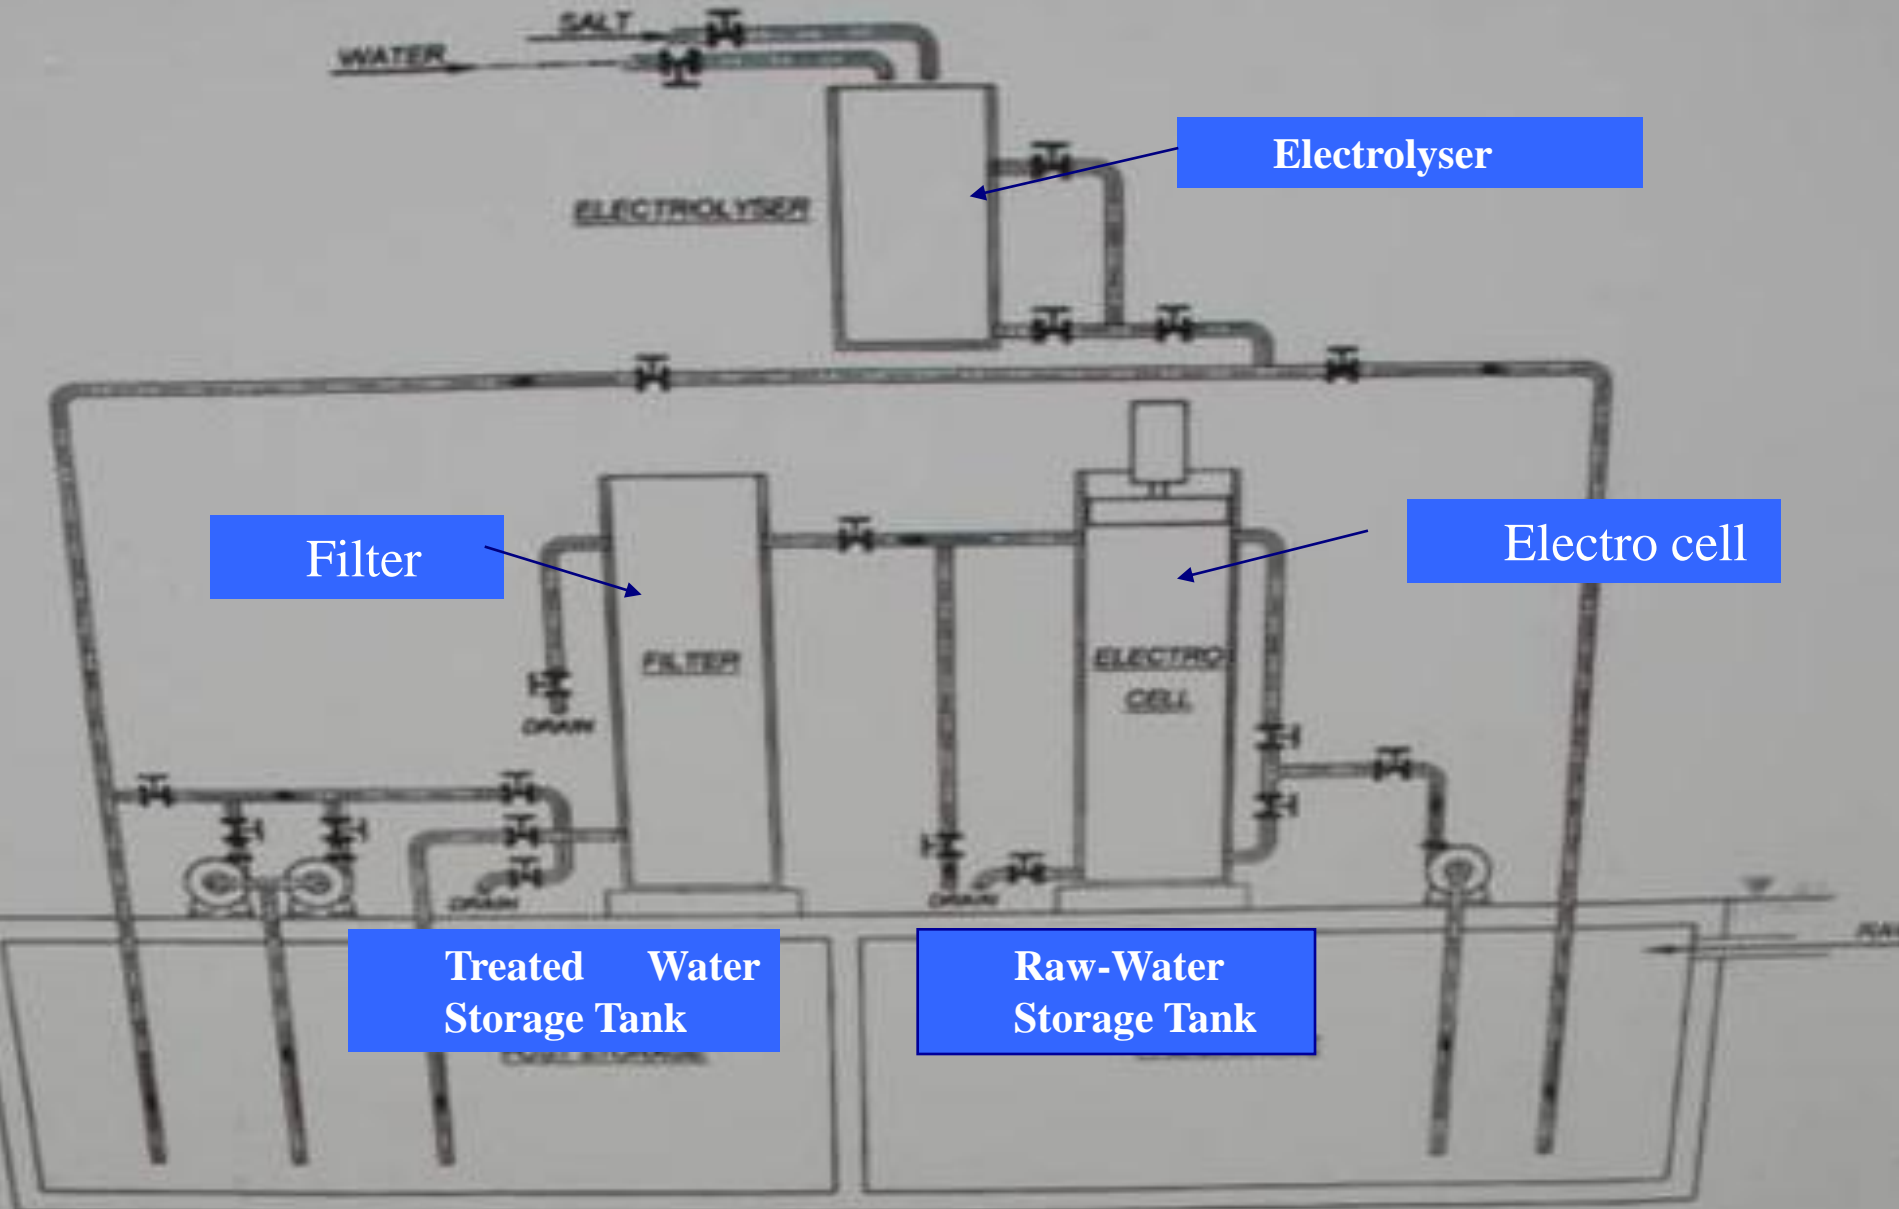 SALT
WATER
Electrolyser
ELECTROLYSER
Filter
Electro cell
FILTER
ELECTRO
CELL
DRAIN
DRAIN
DRAIN
Treated Water
Storage Tank
Raw-Water
Storage Tank